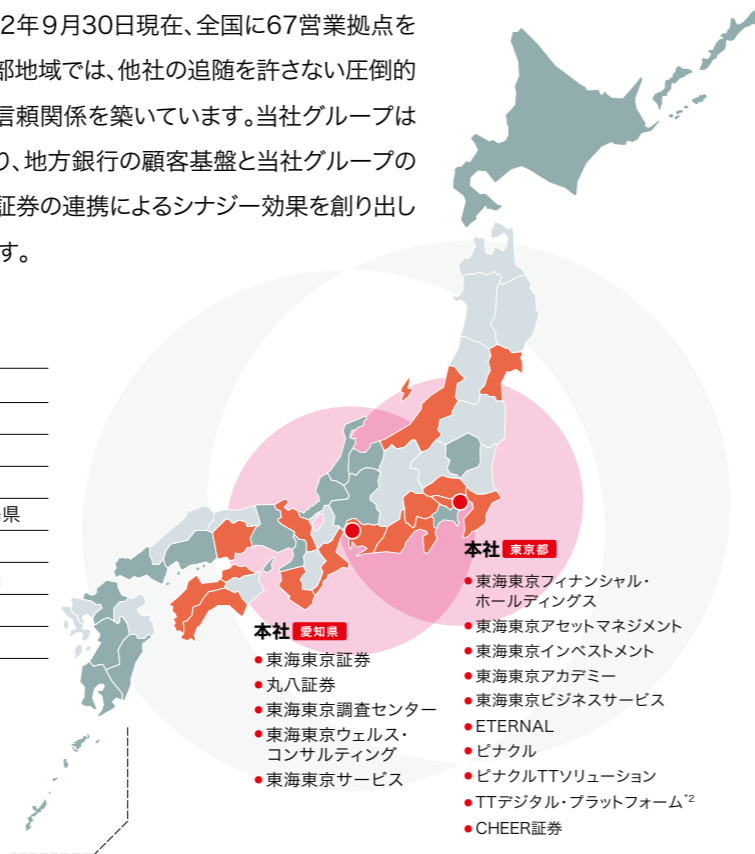 2年9月30日現在、全国に67営業拠点を
部地域では、他社の追随を許さない圧倒的
信頼関係を築いています。当社グループは
り、地方銀行の顧客基盤と当社グループの
証券の連携によるシナジー効果を創り出し
す。
県
本社 東京都
● 東海東京フィナンシャル・
ホールディングス
● 東海東京アセットマネジメント
● 東海東京インベストメント
● 東海東京アカデミー
● 東海東京ビジネスサービス
● ETERNAL
● ピナクル
● ピナクルTTソリューション
● TTデジタル・プラットフォーム*2
● CHEER証券
本社 愛知県
● 東海東京証券
● 丸八証券
● 東海東京調査センター
● 東海東京ウェルス・
コンサルティング
● 東海東京サービス